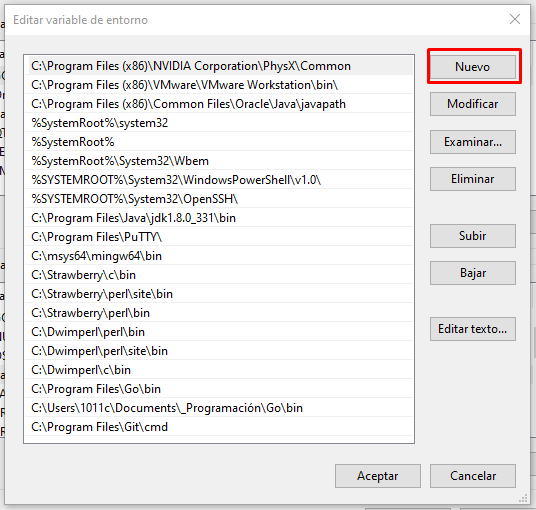 Editar variable de entorno
C:\Program Files (x86)\NVIDIA Corporation\PhysX\Common
C:\Program Files (x86)\VMware\VMware Workstation\bin\
C:\Program Files (x86)\Common Files\Oracle\Java\javapath
%SystemRoot%\system32
%SystemRoot%
%SystemRoot%\System32\Wbem
%SYSTEMROOT%\System32\WindowsPowerShell\v1.0\
%SYSTEMROOT%\System32\OpenSSH\
C:\Program Files\Java\jdk1.8.0_331\bin
C:\Program Files\PuTTY\
C:\msys64\mingw64\bin
C:\Strawberry\c\bin
C:\Strawberry\perl\site\bin
C:\Strawberry\perl\bin
C:\Dwimperl\perl\bin
C:\Dwimperl\perl\site\bin
C:\Dwimperl\c\bin
C:\Program Files\Go\bin
C:\Users\1011c\Documents\_Programación\Go\bin
C:\Program Files\Git\cmd
Nuevo
Modificar
Examinar...
Eliminar
Subir
Bajar
Editar texto...
Aceptar
Cancelar